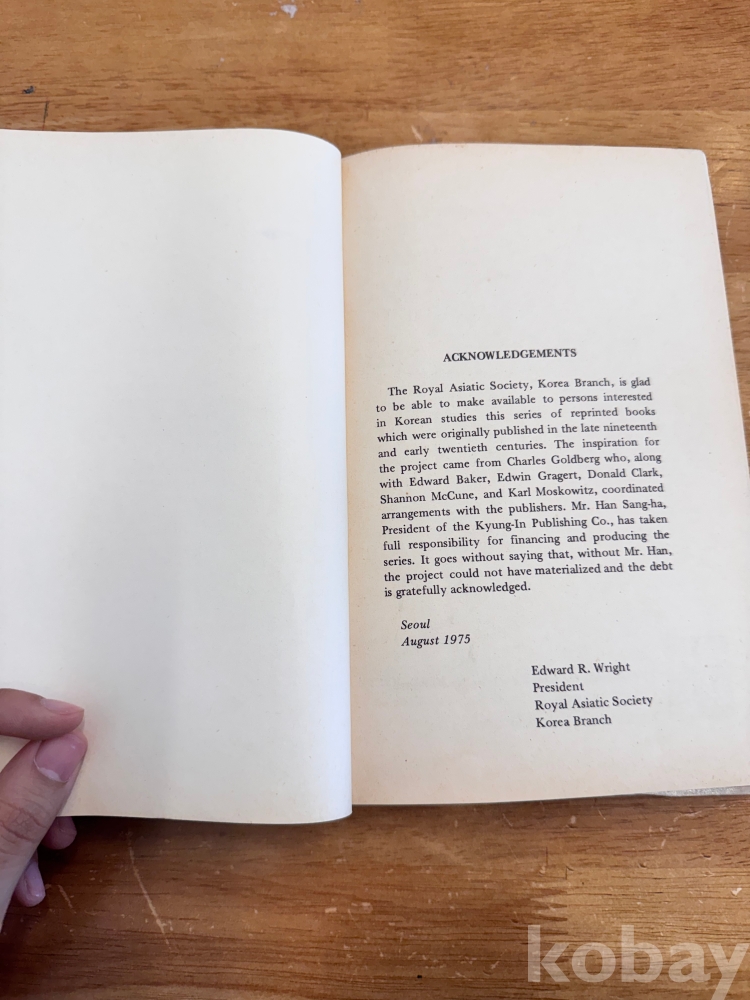 ACKNOWLEDGEMENTS
The Royal Asiatic Society, Korea Branch, is glad
to be able to make available to persons interested
in Korean studies this series of reprinted books
which were originally published in the late nineteenth
and early twentieth centuries. The inspiration for
the project came from Charles Goldberg who, along
with Edward Baker, Edwin Gragert, Donald Clark,
Shannon McCune, and Karl Moskowitz, coordinated
arrangements with the publishers. Mr. Han Sang-ha,
President of the Kyung-In Publishing Co., has taken
full responsibility for financing and producing the
series. It goes without saying that, without Mr. Han,
the project could not have materialized and the debt
is gratefully acknowledged.
Seoul
August 1975
Edward R. Wright
President
Royal Asiatic Society
Korea Branch
kobay